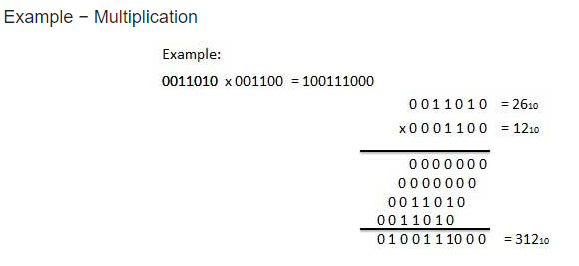 Example − Multiplication
Example:
0011010 x 001100 = 100111000
0 0 1 1 0 1 0 = 26₁₀
x 0 0 0 1 1 0 0 = 12₁₀
0 0 0 0 0 0 0
0 0 0 0 0 0 0
0 0 1 1 0 1 0
0 0 1 1 0 1 0
0 1 0 0 1 1 10 0 0 = 312₁₀